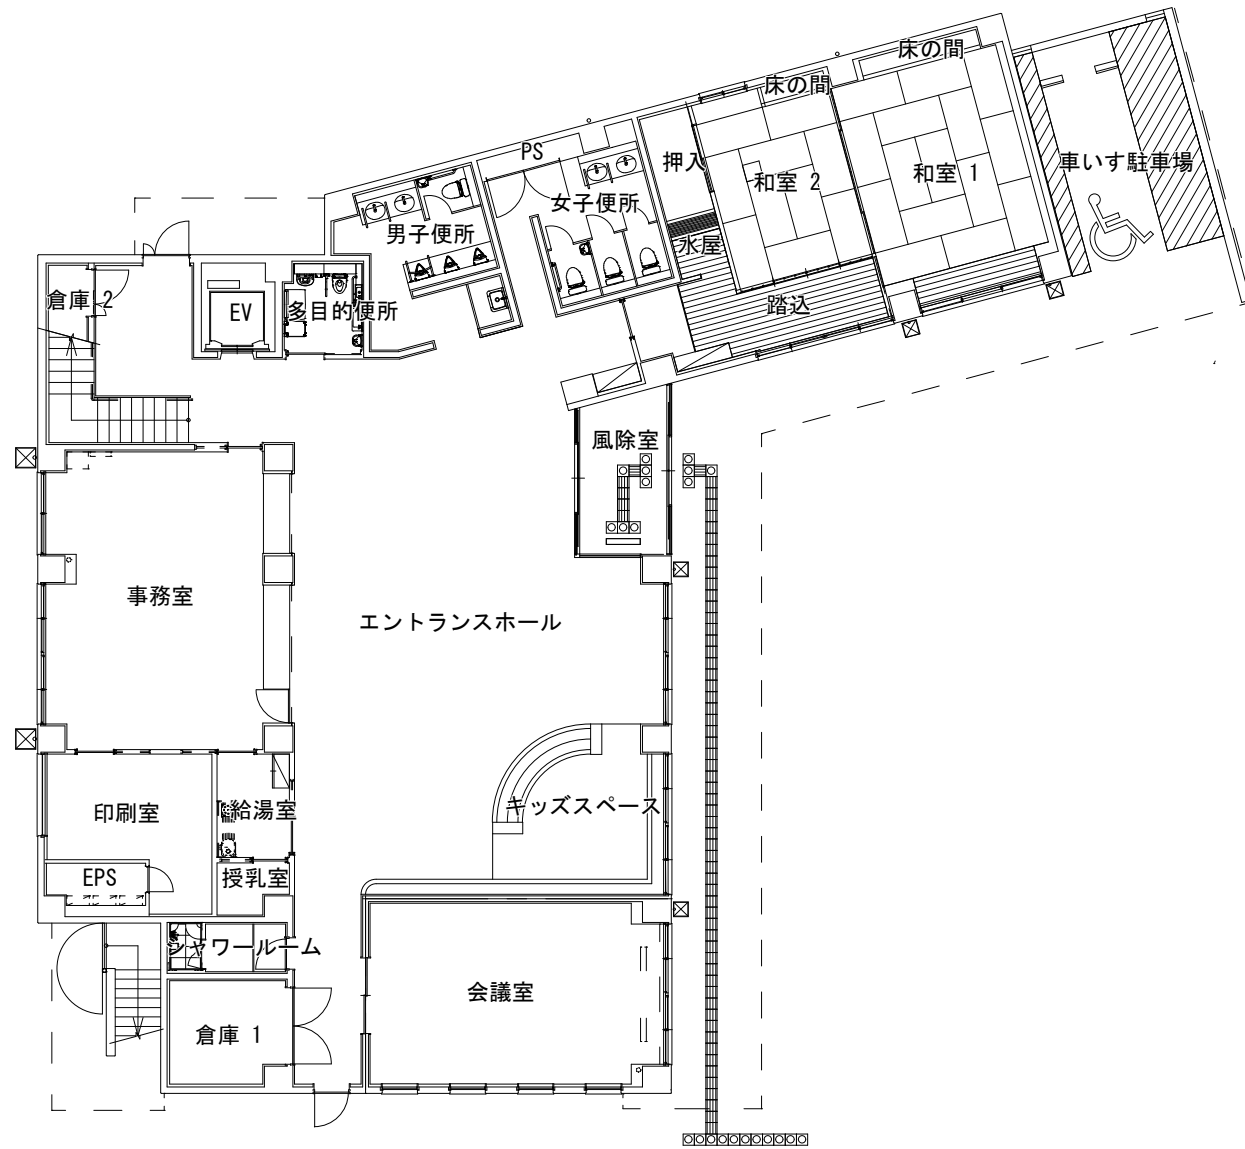 床の間
床の間
PS
押入
車いす駐車場
和室 1
和室 2
女子便所
男子便所
水屋
倉庫 2
踏込
EV
多目的便所
風除室
事務室
エントランスホール
キッズスペース
給湯室
印刷室
EPS
授乳室
シャワールーム
会議室
倉庫 1